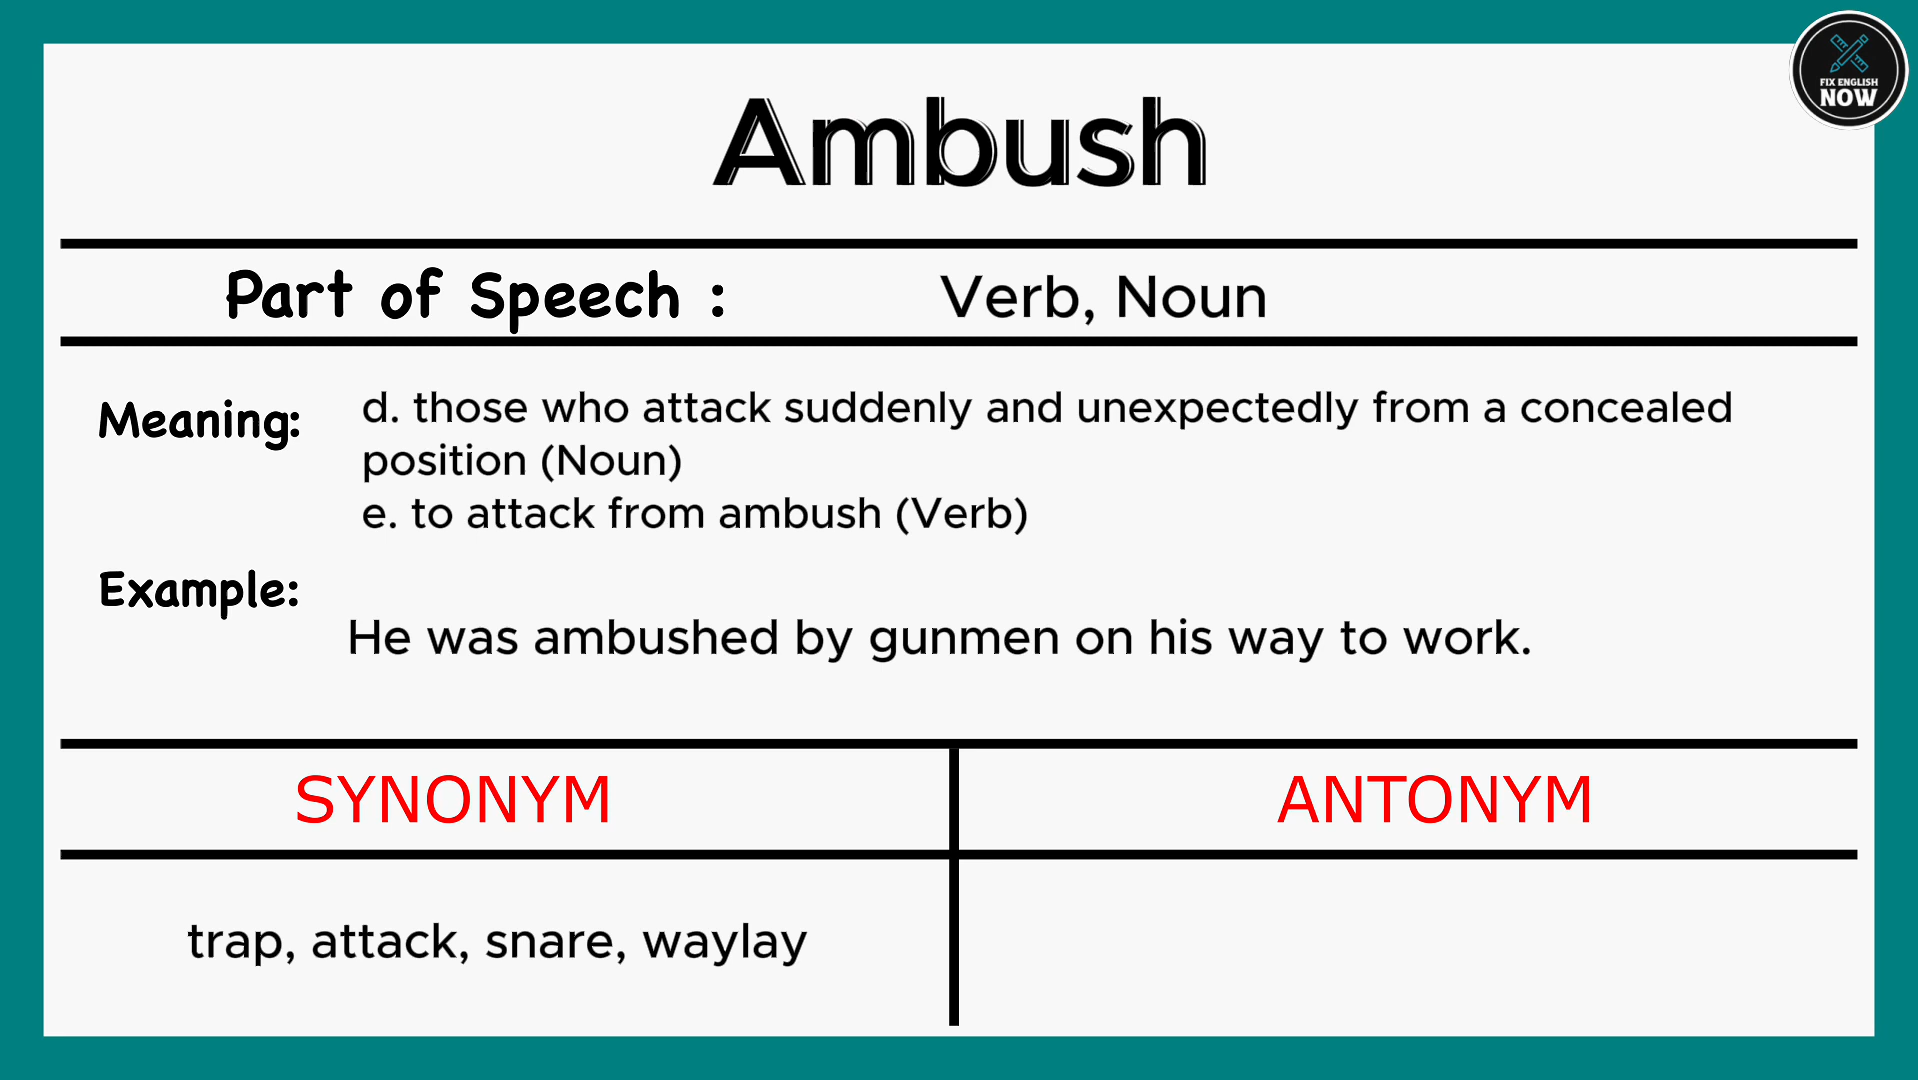 FIX ENGLISH
NOW
Ambush
Part of Speech : Verb, Noun
Meaning: d. those who attack suddenly and unexpectedly from a concealed
position (Noun)
e. to attack from ambush (Verb)
Example:
He was ambushed by gunmen on his way to work.
SYNONYM ANTONYM
trap, attack, snare, waylay